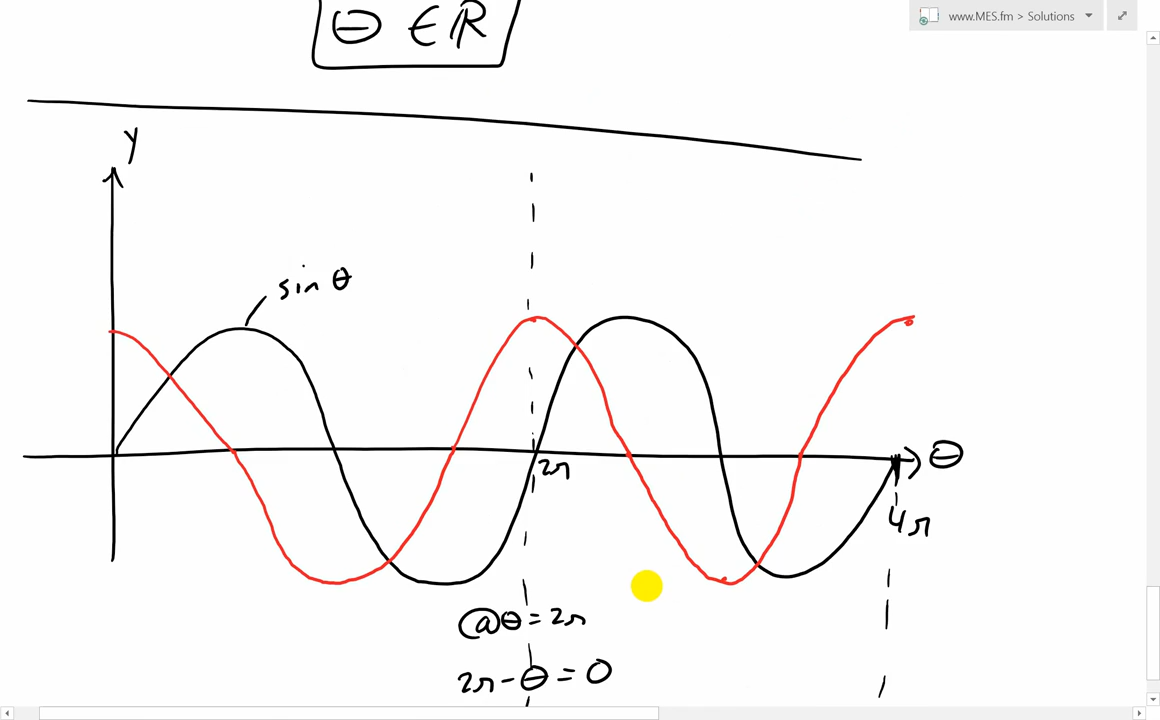 θ ∈ ℝ
www.MES.fm > Solutions
y
sin θ
2π
θ
4π
@θ = 2π
2π - θ = 0